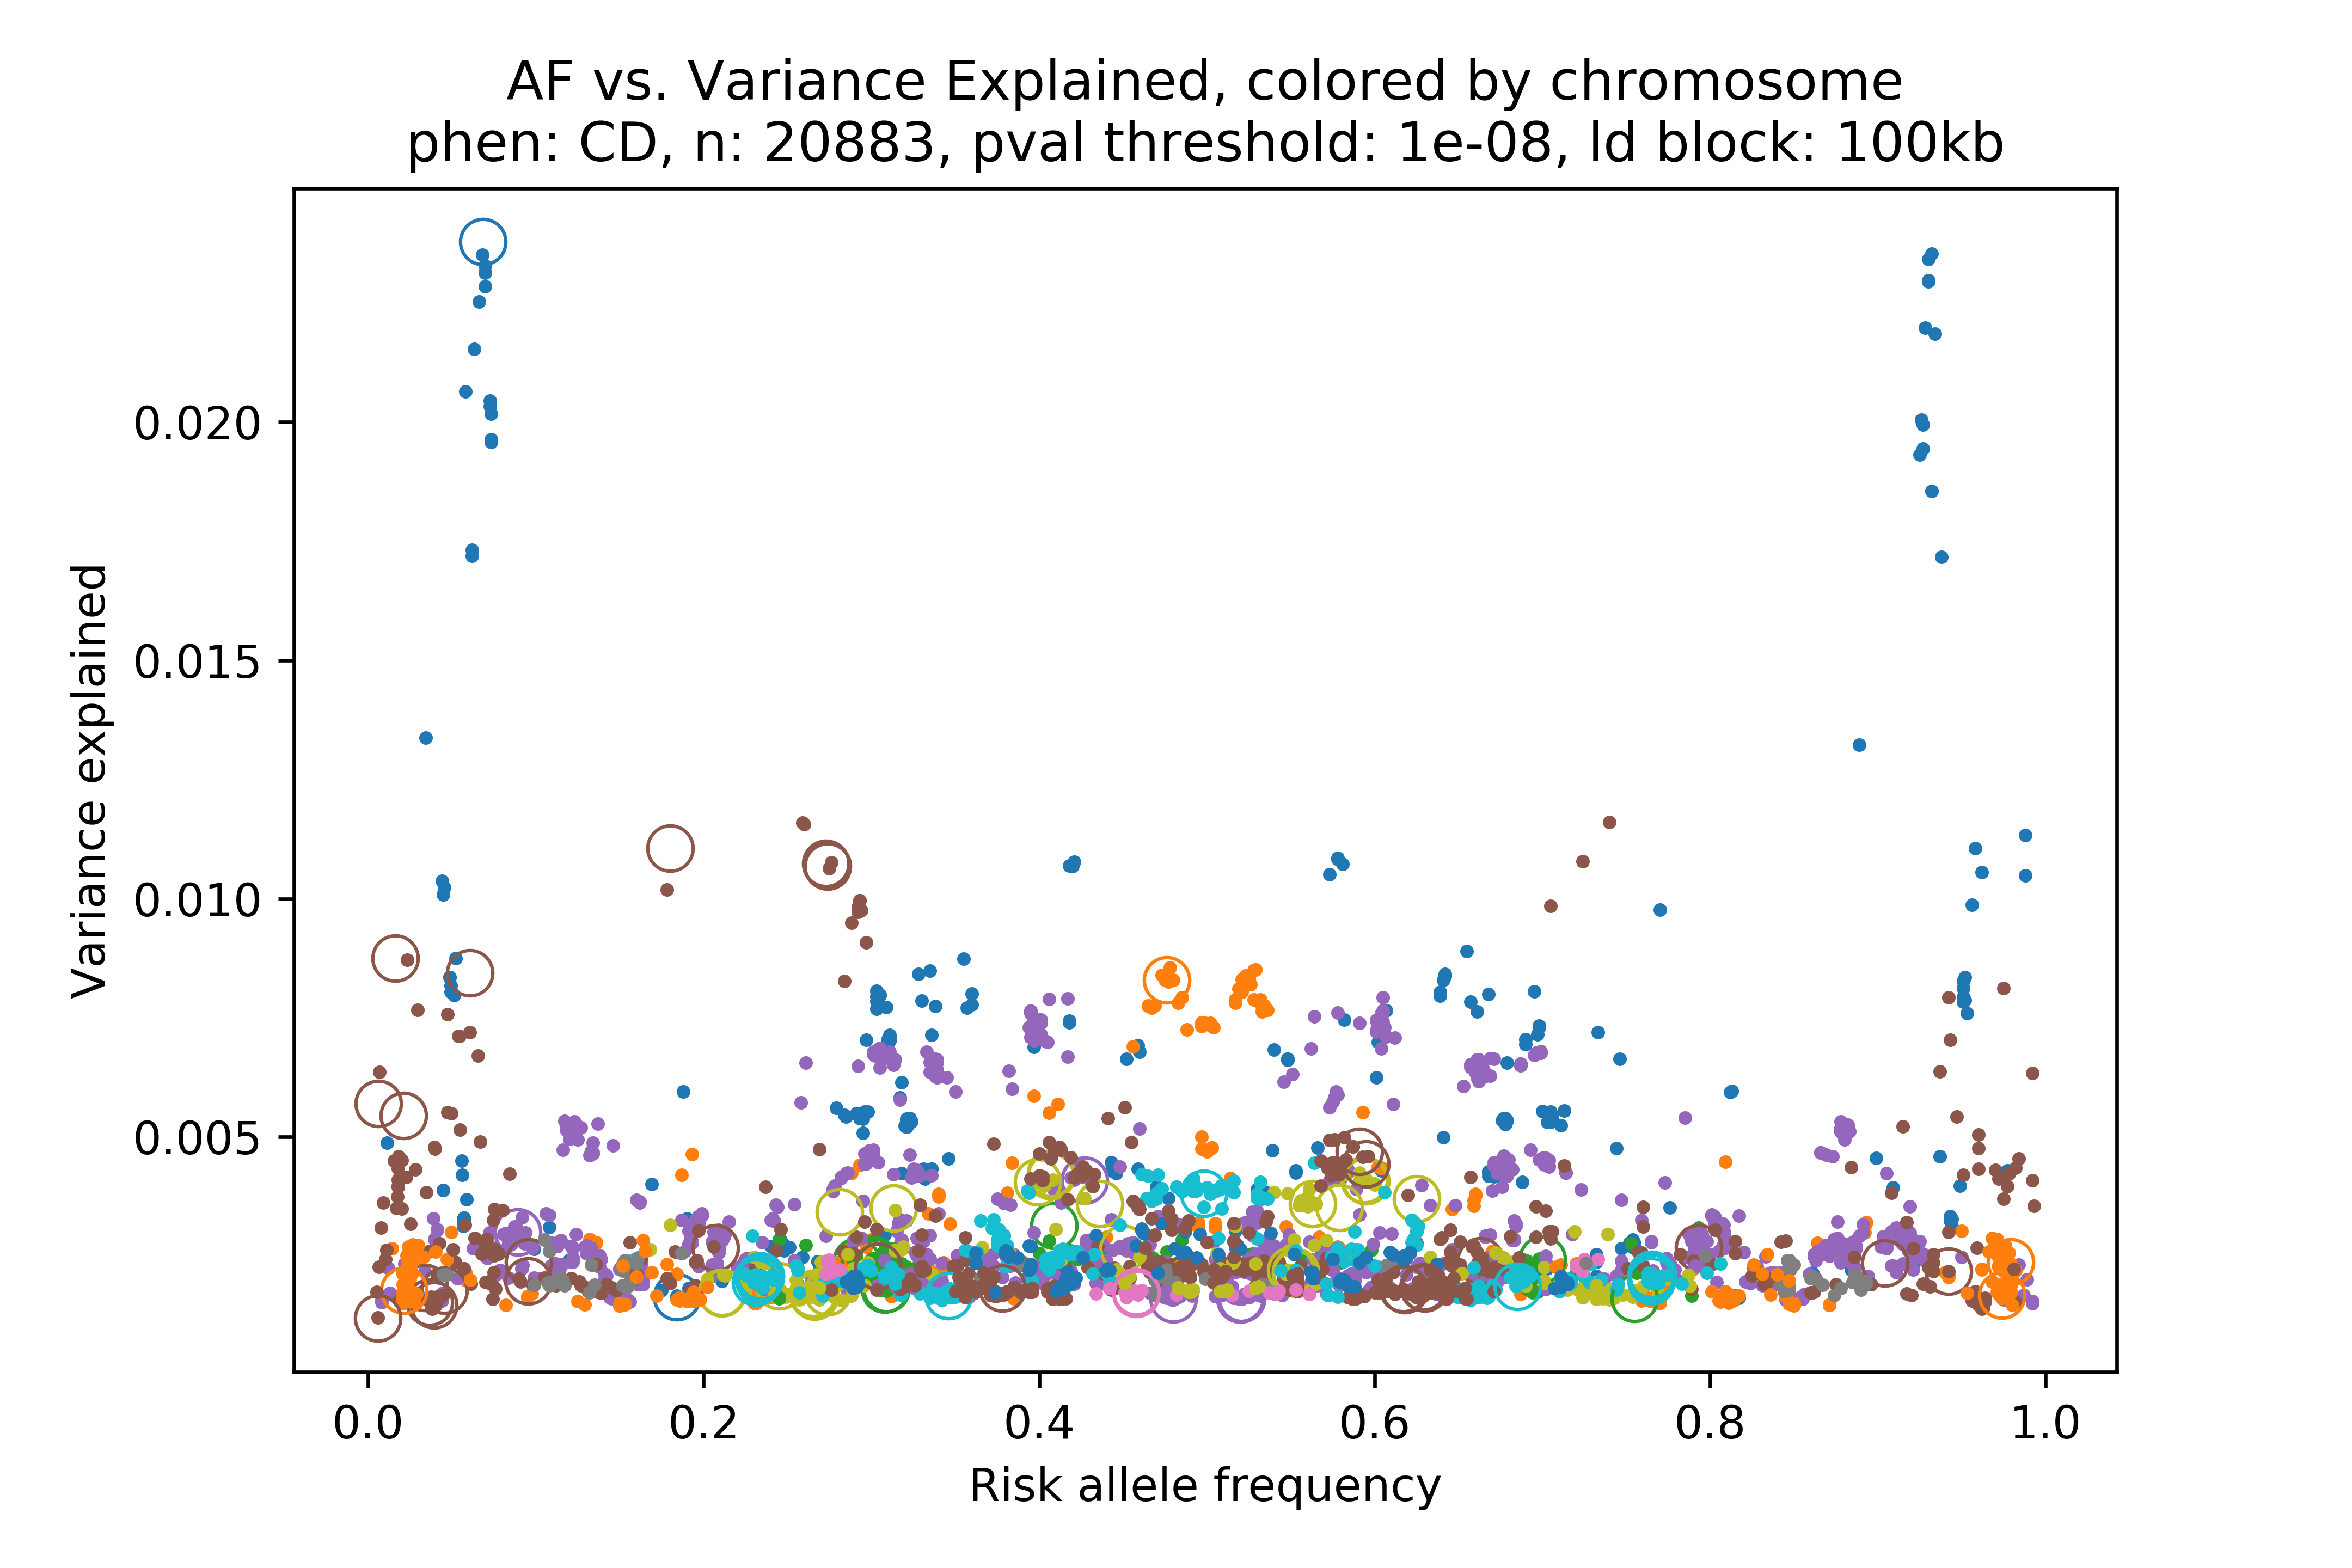 AF vs. Variance Explained, colored by chromosome
phen: CD, n: 20883, pval threshold: 1e-08, ld block: 100kb
Variance explained
0.020
0.015
0.010
0.005
0.0 0.2 0.4 0.6 0.8 1.0
Risk allele frequency